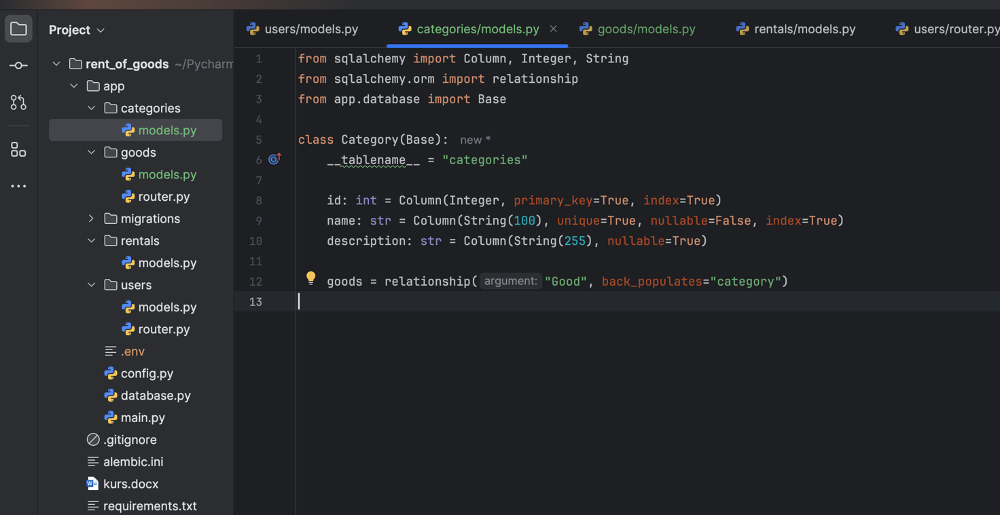 Project
rent_of_goods ~/Pycharm
app
categories
models.py
goods
models.py
router.py
migrations
rentals
models.py
users
models.py
router.py
.env
config.py
database.py
main.py
.gitignore
alembic.ini
kurs.docx
requirements.txt
users/models.py categories/models.py goods/models.py rentals/models.py users/router.py
1 from sqlalchemy import Column, Integer, String
2 from sqlalchemy.orm import relationship
3 from app.database import Base
4
5 class Category(Base): new *
6 __tablename__ = "categories"
7
8 id: int = Column(Integer, primary_key=True, index=True)
9 name: str = Column(String(100), unique=True, nullable=False, index=True)
10 description: str = Column(String(255), nullable=True)
11
12 goods = relationship( argument: "Good", back_populates="category")
13